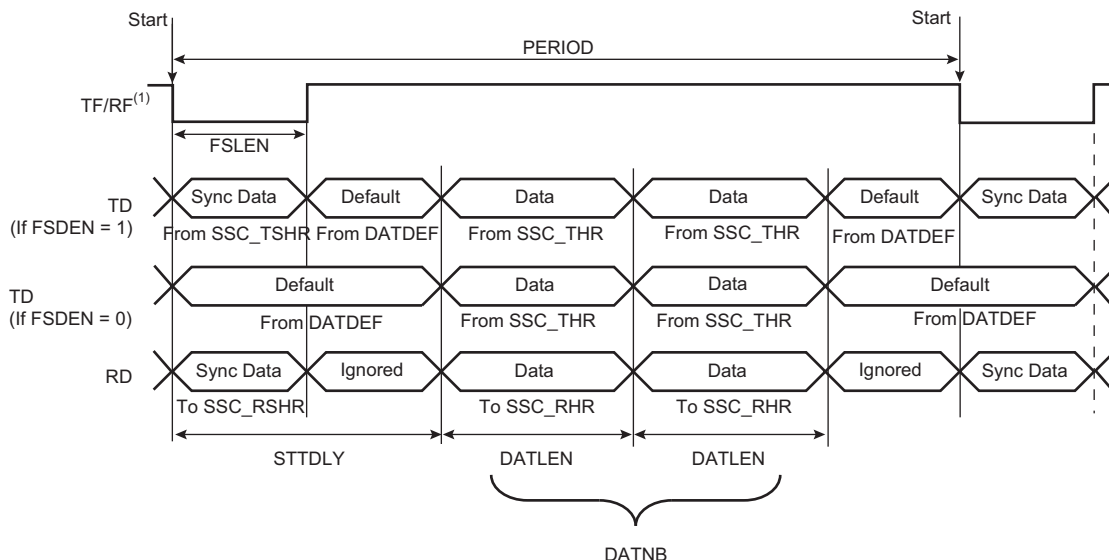 Start Start
PERIOD
TF/RF(1)
FSLEN
TD
(If FSDEN = 1)
Sync Data Default Data Data Default Sync Data
From SSC_TSHR From DATDEF From SSC_THR From SSC_THR From DATDEF
TD
(If FSDEN = 0)
Default Data Data Default
From DATDEF From SSC_THR From SSC_THR From DATDEF
RD Sync Data Ignored Data Data Ignored Sync Data
To SSC_RSHR To SSC_RHR To SSC_RHR
STTDLY DATLEN DATLEN
DATNB